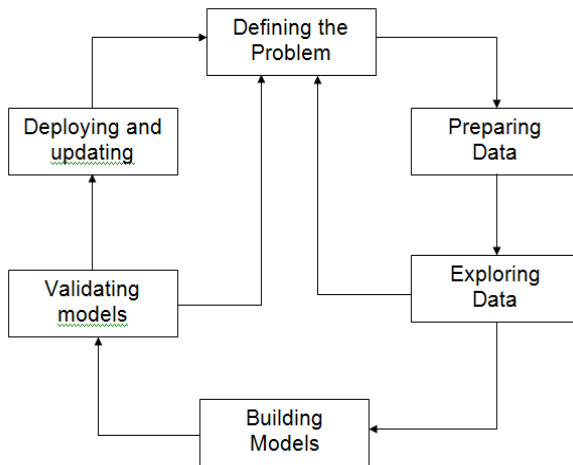 Defining the
Problem
Deploying and
updating
Preparing
Data
Validating
models
Exploring
Data
Building
Models